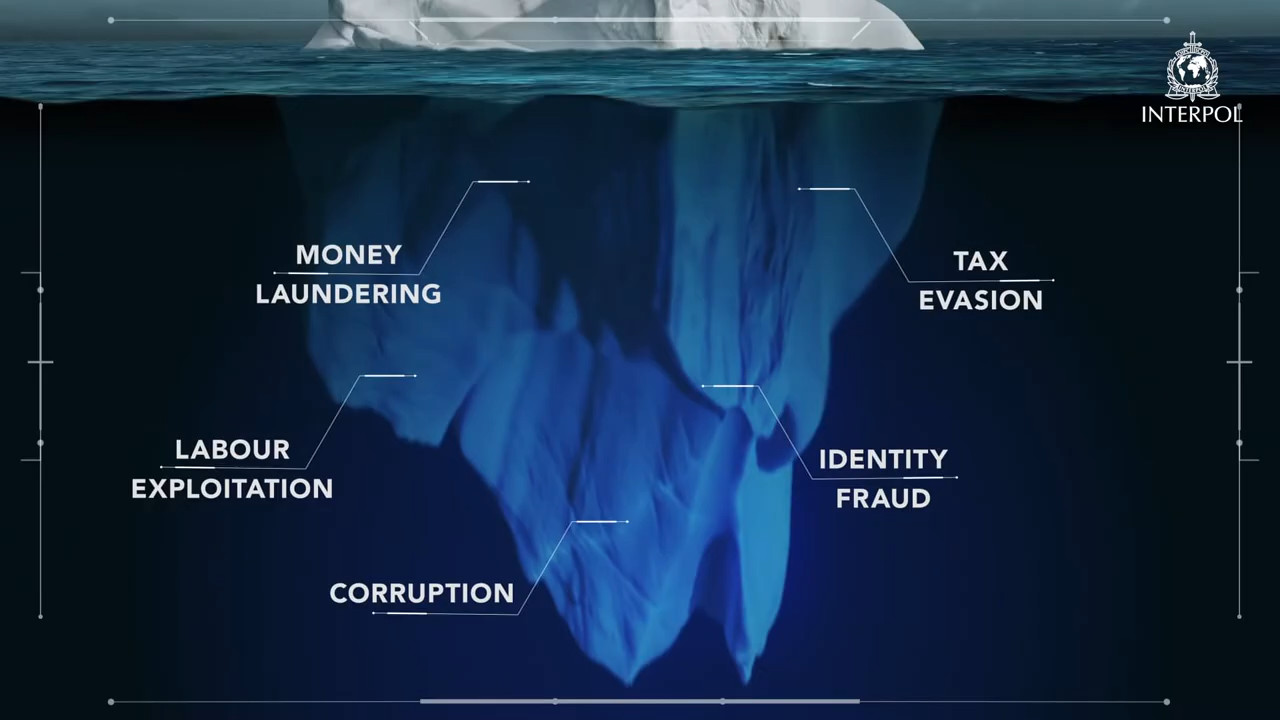 INTERPOL
MONEY
LAUNDERING
TAX
EVASION
LABOUR
EXPLOITATION
IDENTITY
FRAUD
CORRUPTION